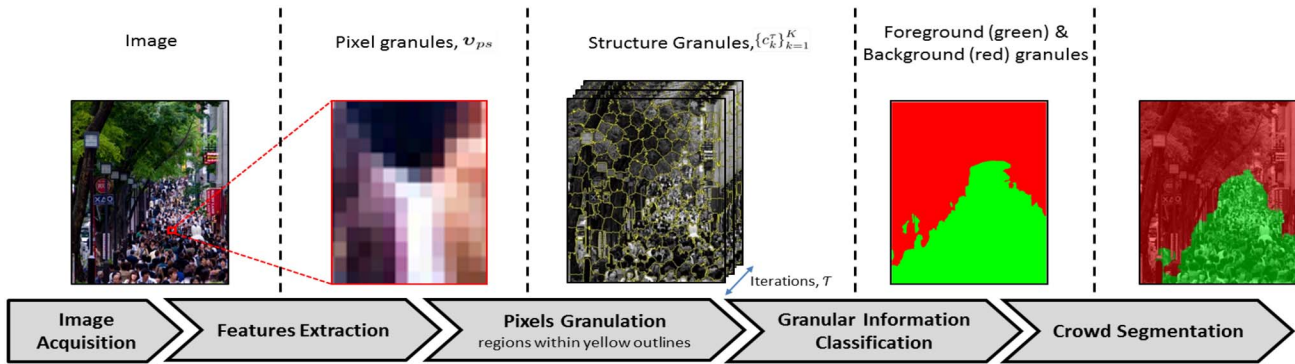 Image
Pixel granules, υ_ps
Structure Granules,{c_k^τ}_{k=1}^K
Foreground (green) &
Background (red) granules
Iterations, 𝒯
Image
Acquisition
Features Extraction
Pixels Granulation
regions within yellow outlines
Granular Information
Classification
Crowd Segmentation